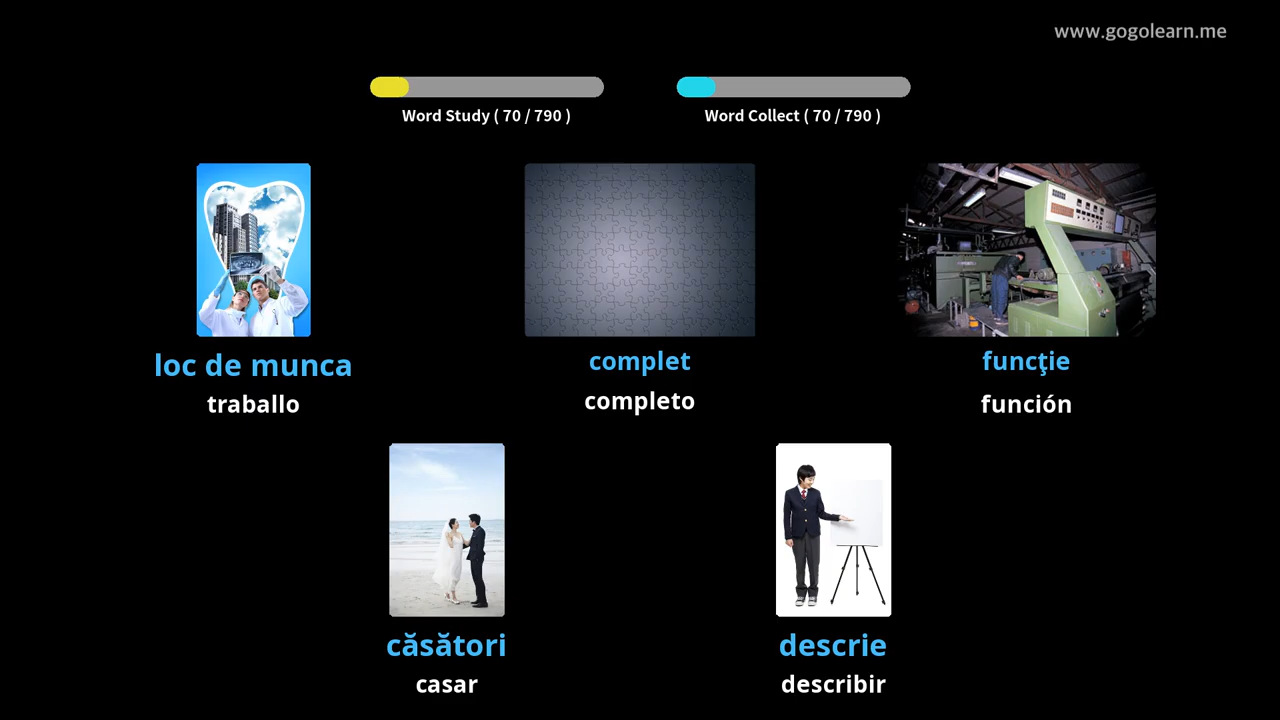 www.gogolearn.me
Word Study ( 70 / 790 )
Word Collect ( 70 / 790 )
loc de munca
traballo
complet
completo
funcţie
función
căsători
casar
descrie
describir